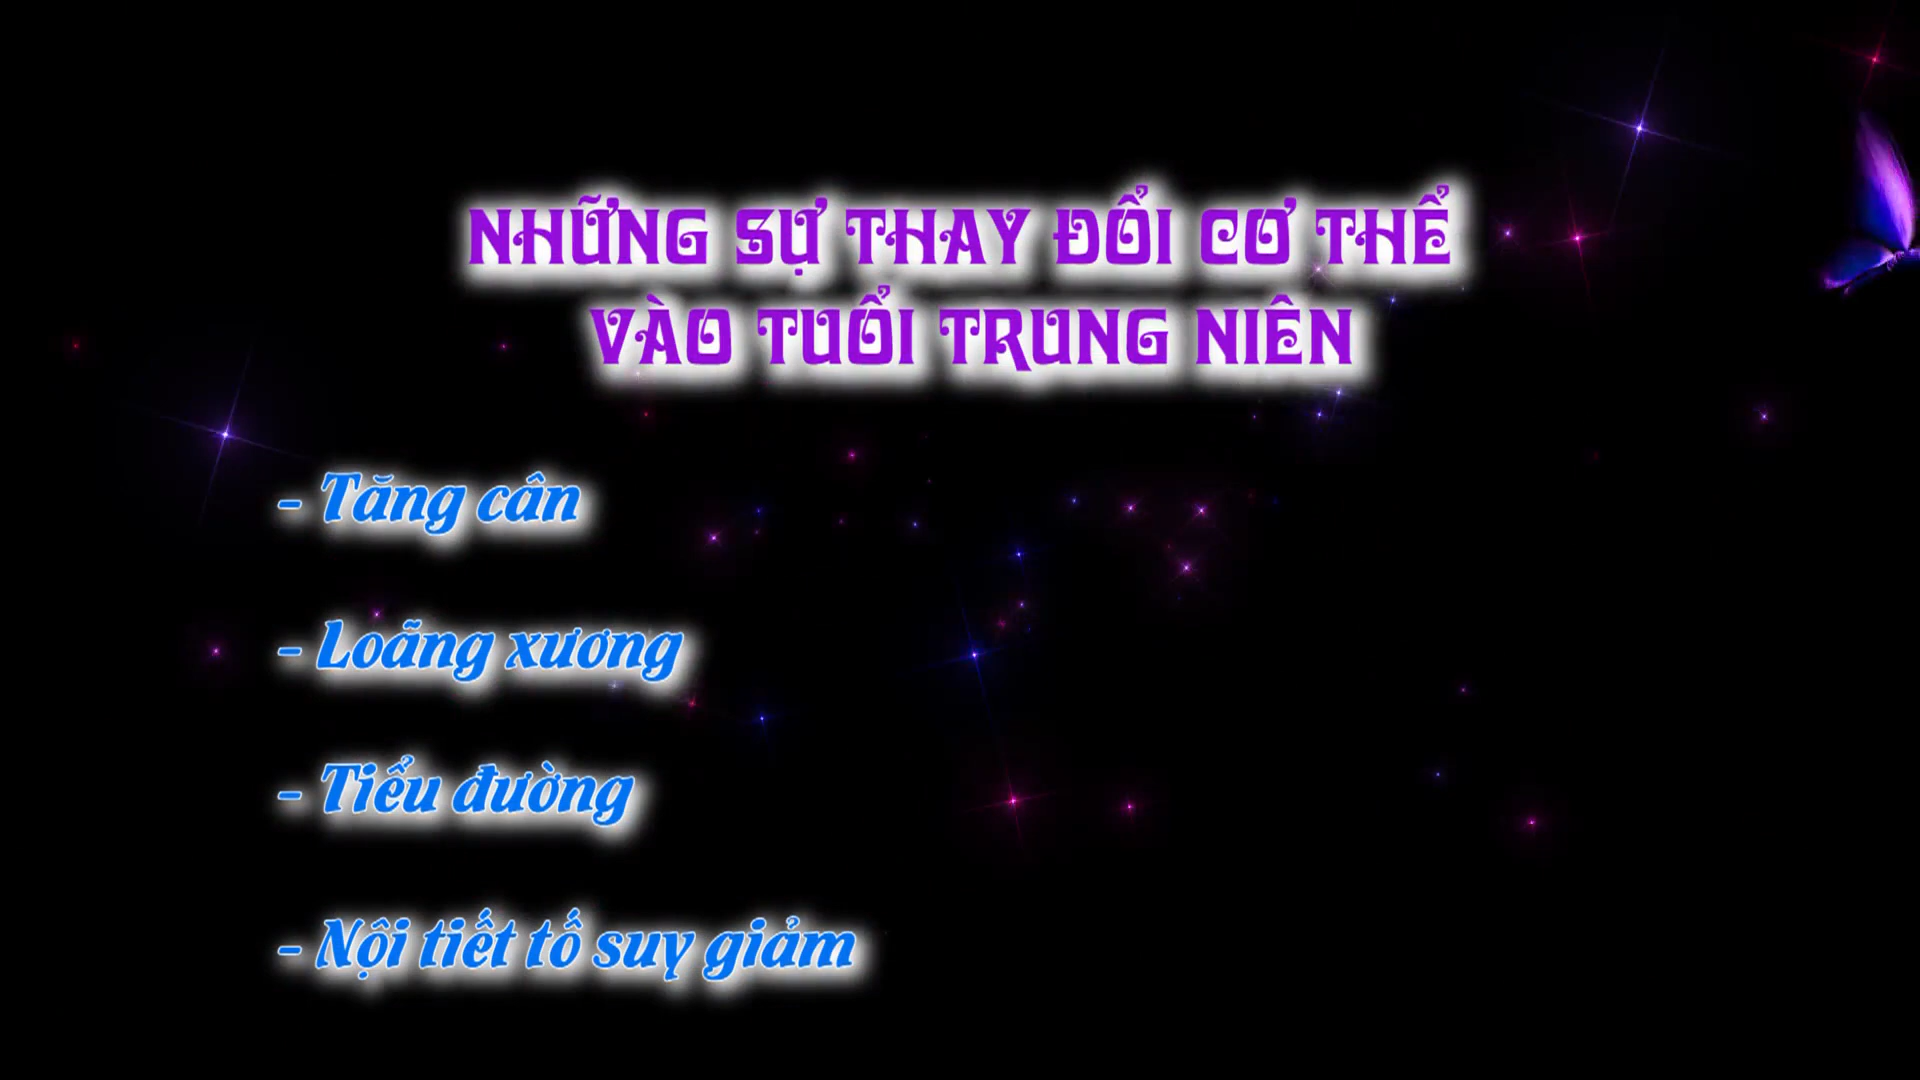 NHỮNG SỰ THAY ĐỔI CƠ THỂ
VÀO TUỔI TRUNG NIÊN
- Tăng cân
- Loãng xương
- Tiểu đường
- Nội tiết tố suy giảm